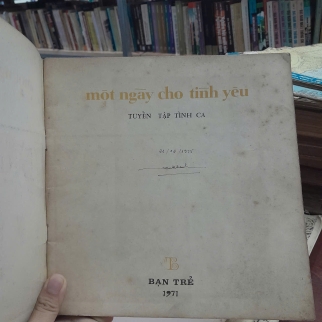 một ngày cho tình yêu
TUYỂN TẬP TÌNH CA
BẠN TRẺ
1971